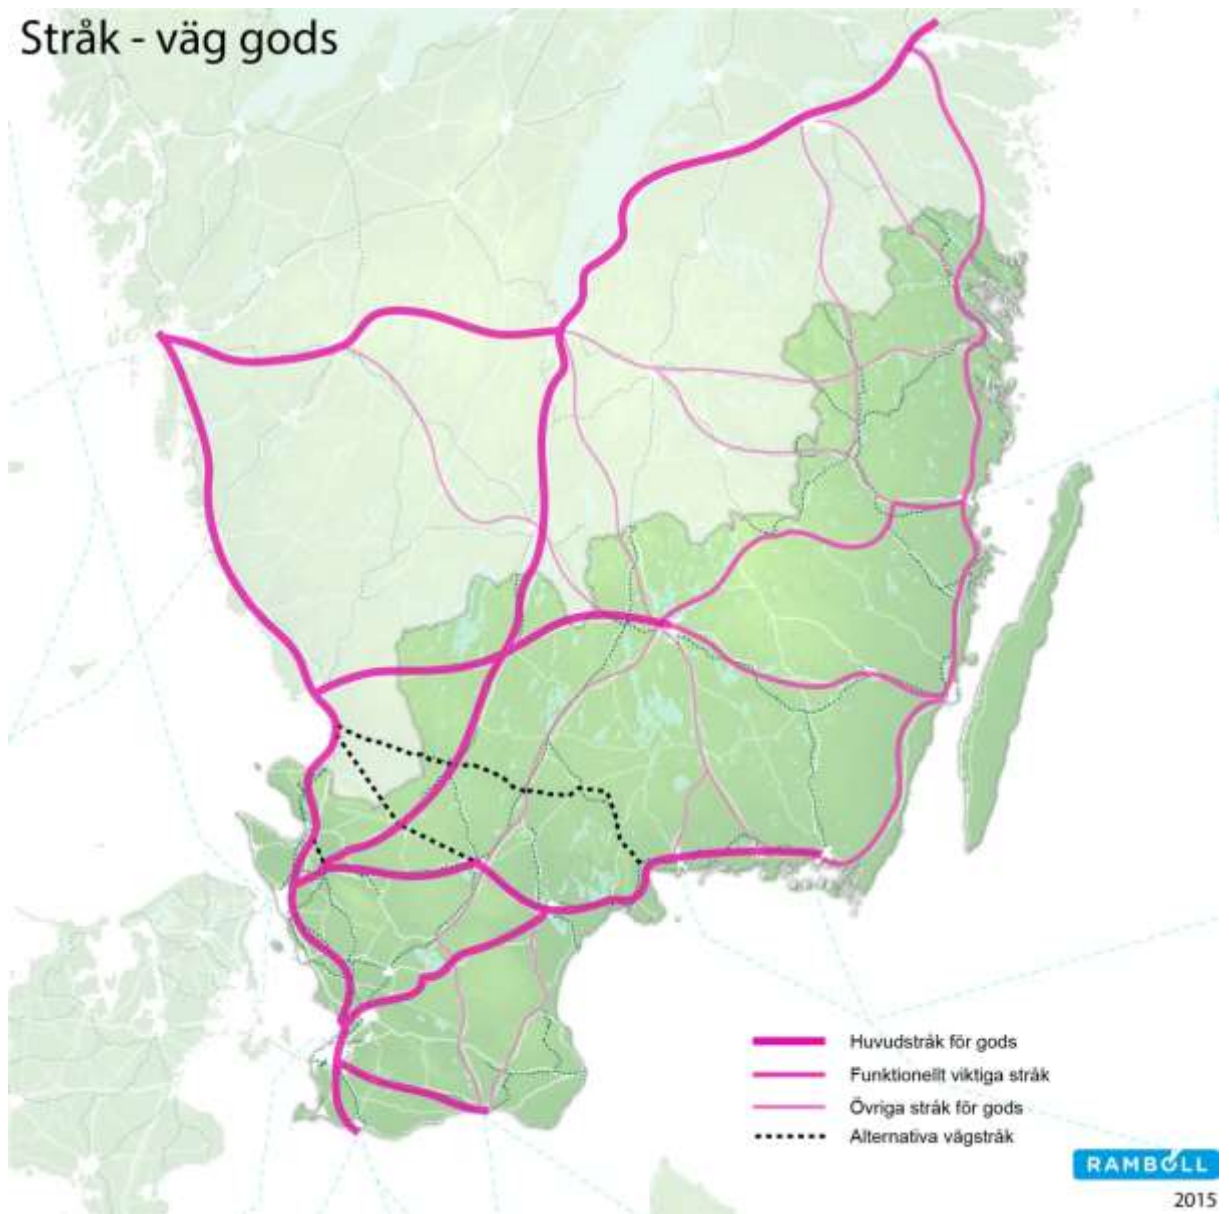 Stråk - väg gods
Huvudstråk för gods
Funktionellt viktiga stråk
Övriga stråk för gods
Alternativa vägstråk
RAMBOLL
2015